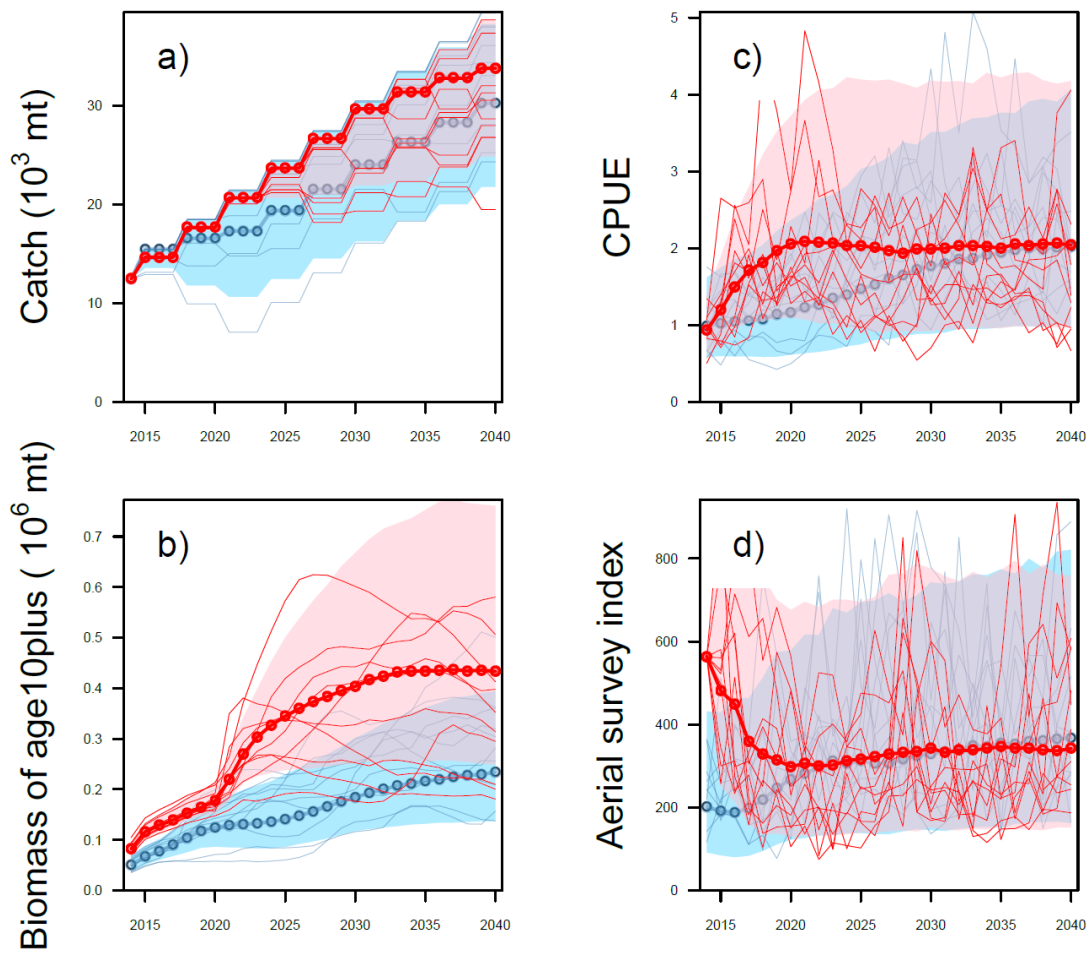 a)
Catch (10³ mt)
30
20
10
0
2015 2020 2025 2030 2035 2040
c)
CPUE
5
4
3
2
1
0
2015 2020 2025 2030 2035 2040
b)
Biomass of age10plus ( 10⁶ mt)
0.7
0.6
0.5
0.4
0.3
0.2
0.1
0.0
2015 2020 2025 2030 2035 2040
d)
Aerial survey index
800
600
400
200
0
2015 2020 2025 2030 2035 2040